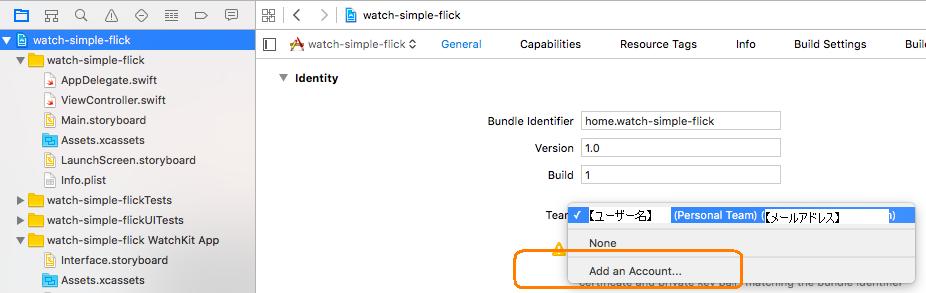 watch-simple-flick
watch-simple-flick
AppDelegate.swift
ViewController.swift
Main.storyboard
Assets.xcassets
LaunchScreen.storyboard
Info.plist
watch-simple-flickTests
watch-simple-flickUITests
watch-simple-flick WatchKit App
Interface.storyboard
Assets.xcassets
watch-simple-flick
watch-simple-flick General Capabilities Resource Tags Info Build Settings
Identity
Bundle Identifier home.watch-simple-flick
Version 1.0
Build 1
Team ✓ 【ユーザー名】 (Personal Team) (【メールアドレス】
None
Add an Account...
certificate and private key pair matching the bundle identifier